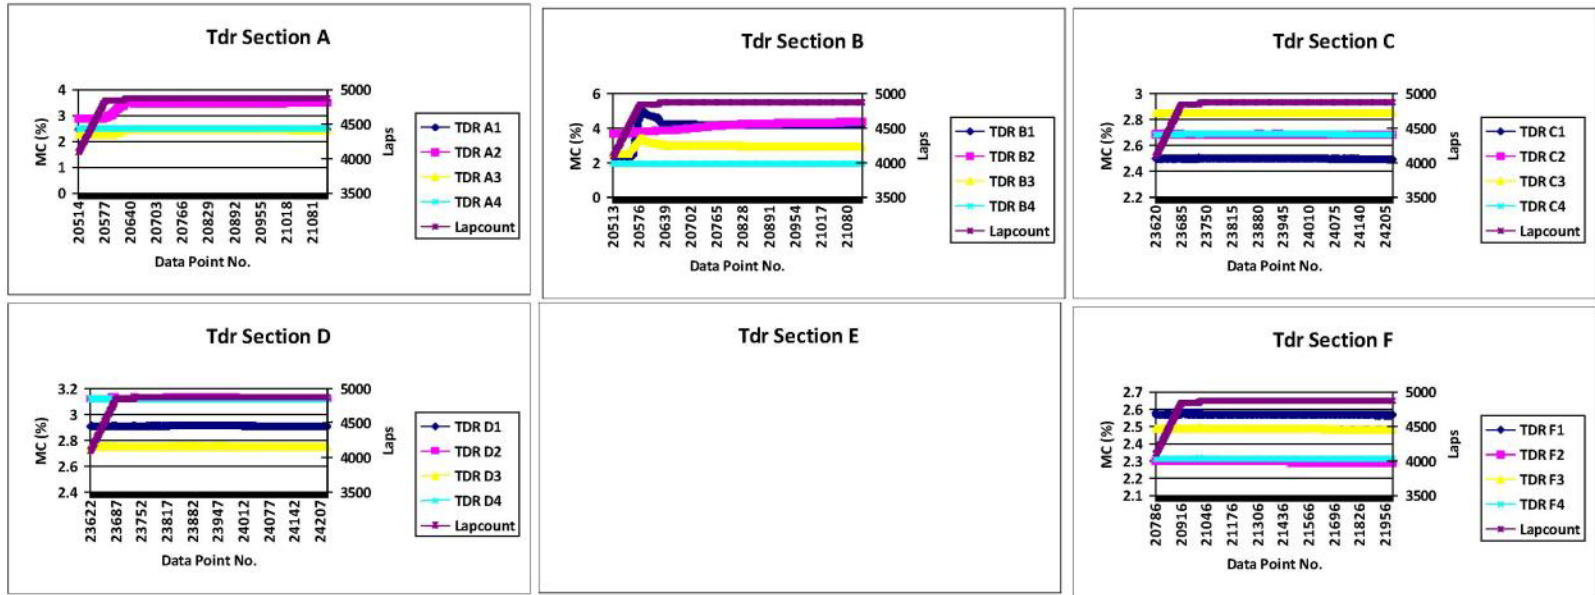 Tdr Section A
4
3
2
1
0
MC (%)
5000
4500
4000
3500
Laps
20514
20577
20640
20703
20766
20829
20892
20955
21018
21081
Data Point No.
TDR A1
TDR A2
TDR A3
TDR A4
Lapcount
Tdr Section B
6
4
2
0
MC (%)
5000
4500
4000
3500
Laps
20513
20576
20639
20702
20765
20828
20891
20954
21017
21080
Data Point No.
TDR B1
TDR B2
TDR B3
TDR B4
Lapcount
Tdr Section C
3
2.8
2.6
2.4
2.2
MC (%)
5000
4500
4000
3500
Laps
23620
23685
23750
23815
23880
23945
24010
24075
24140
24205
Data Point No.
TDR C1
TDR C2
TDR C3
TDR C4
Lapcount
Tdr Section D
3.2
3
2.8
2.6
2.4
MC (%)
5000
4500
4000
3500
Laps
23622
23687
23752
23817
23882
23947
24012
24077
24142
24207
Data Point No.
TDR D1
TDR D2
TDR D3
TDR D4
Lapcount
Tdr Section E
Tdr Section F
2.7
2.6
2.5
2.4
2.3
2.2
2.1
MC (%)
5000
4500
4000
3500
Laps
20786
20916
21046
21176
21306
21436
21566
21696
21826
21956
Data Point No.
TDR F1
TDR F2
TDR F3
TDR F4
Lapcount